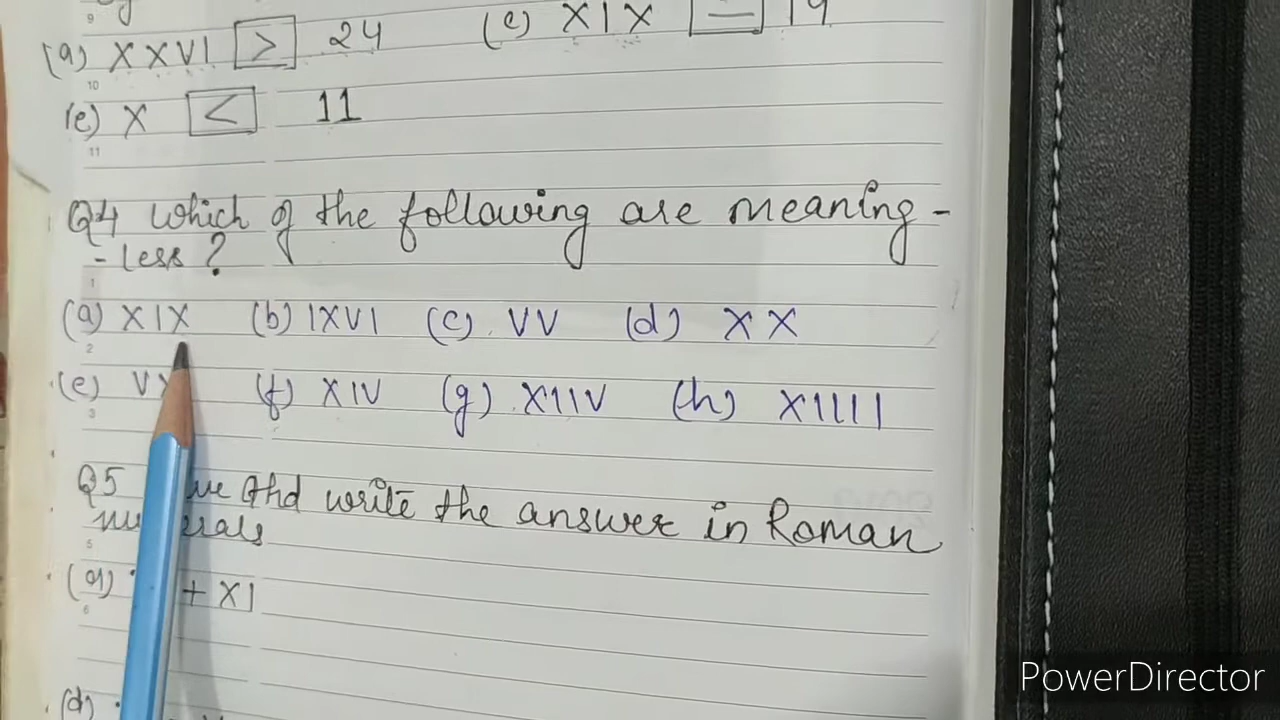 (a) XXVI > 24 (c) XIX = 19
(e) X < 11
Q4 which of the following are meaning-
-less ?
(a) XIX (b) IXVI (c) VV (d) XX
(e) (f) XIV (g) XIIV (h) XIIII
Q5 and write the answer in Roman
(a) + XI
(d)
PowerDirector